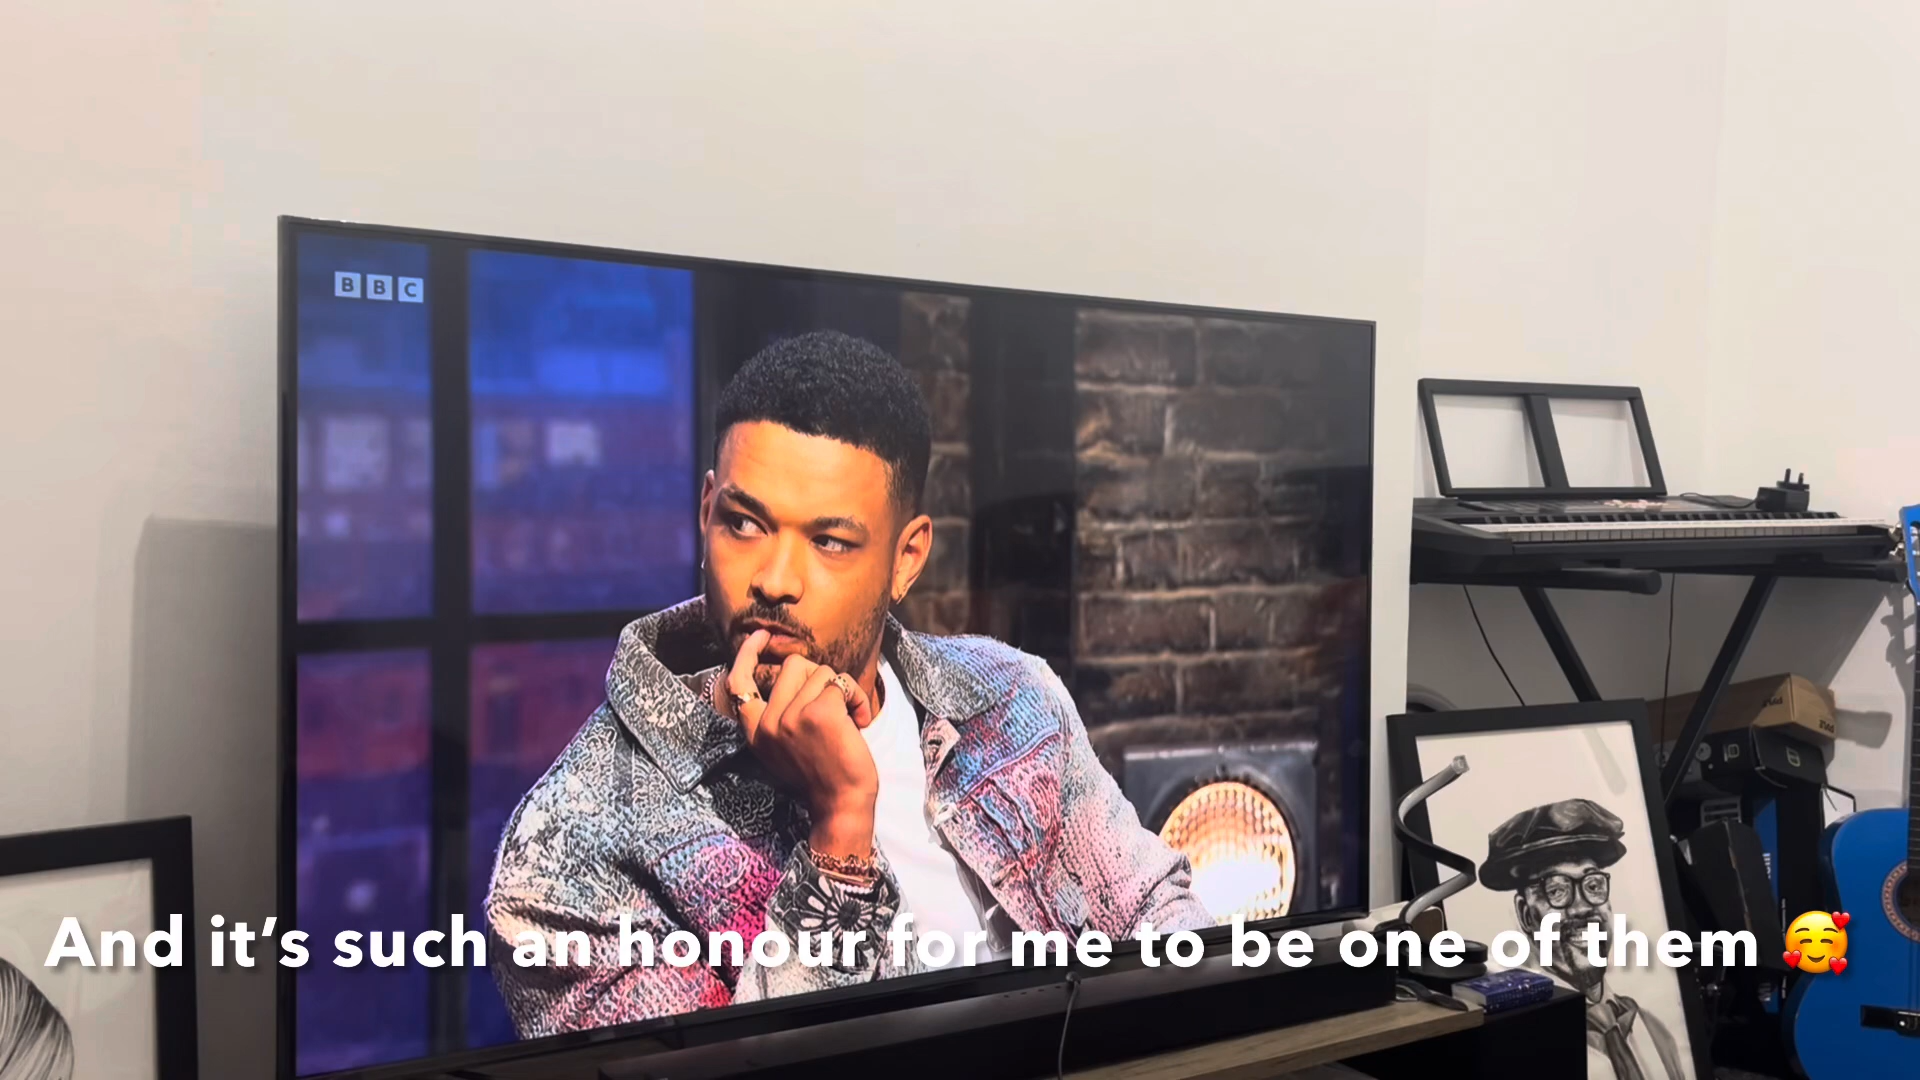 BBC
And it's such an honour for me to be one of them 🥰